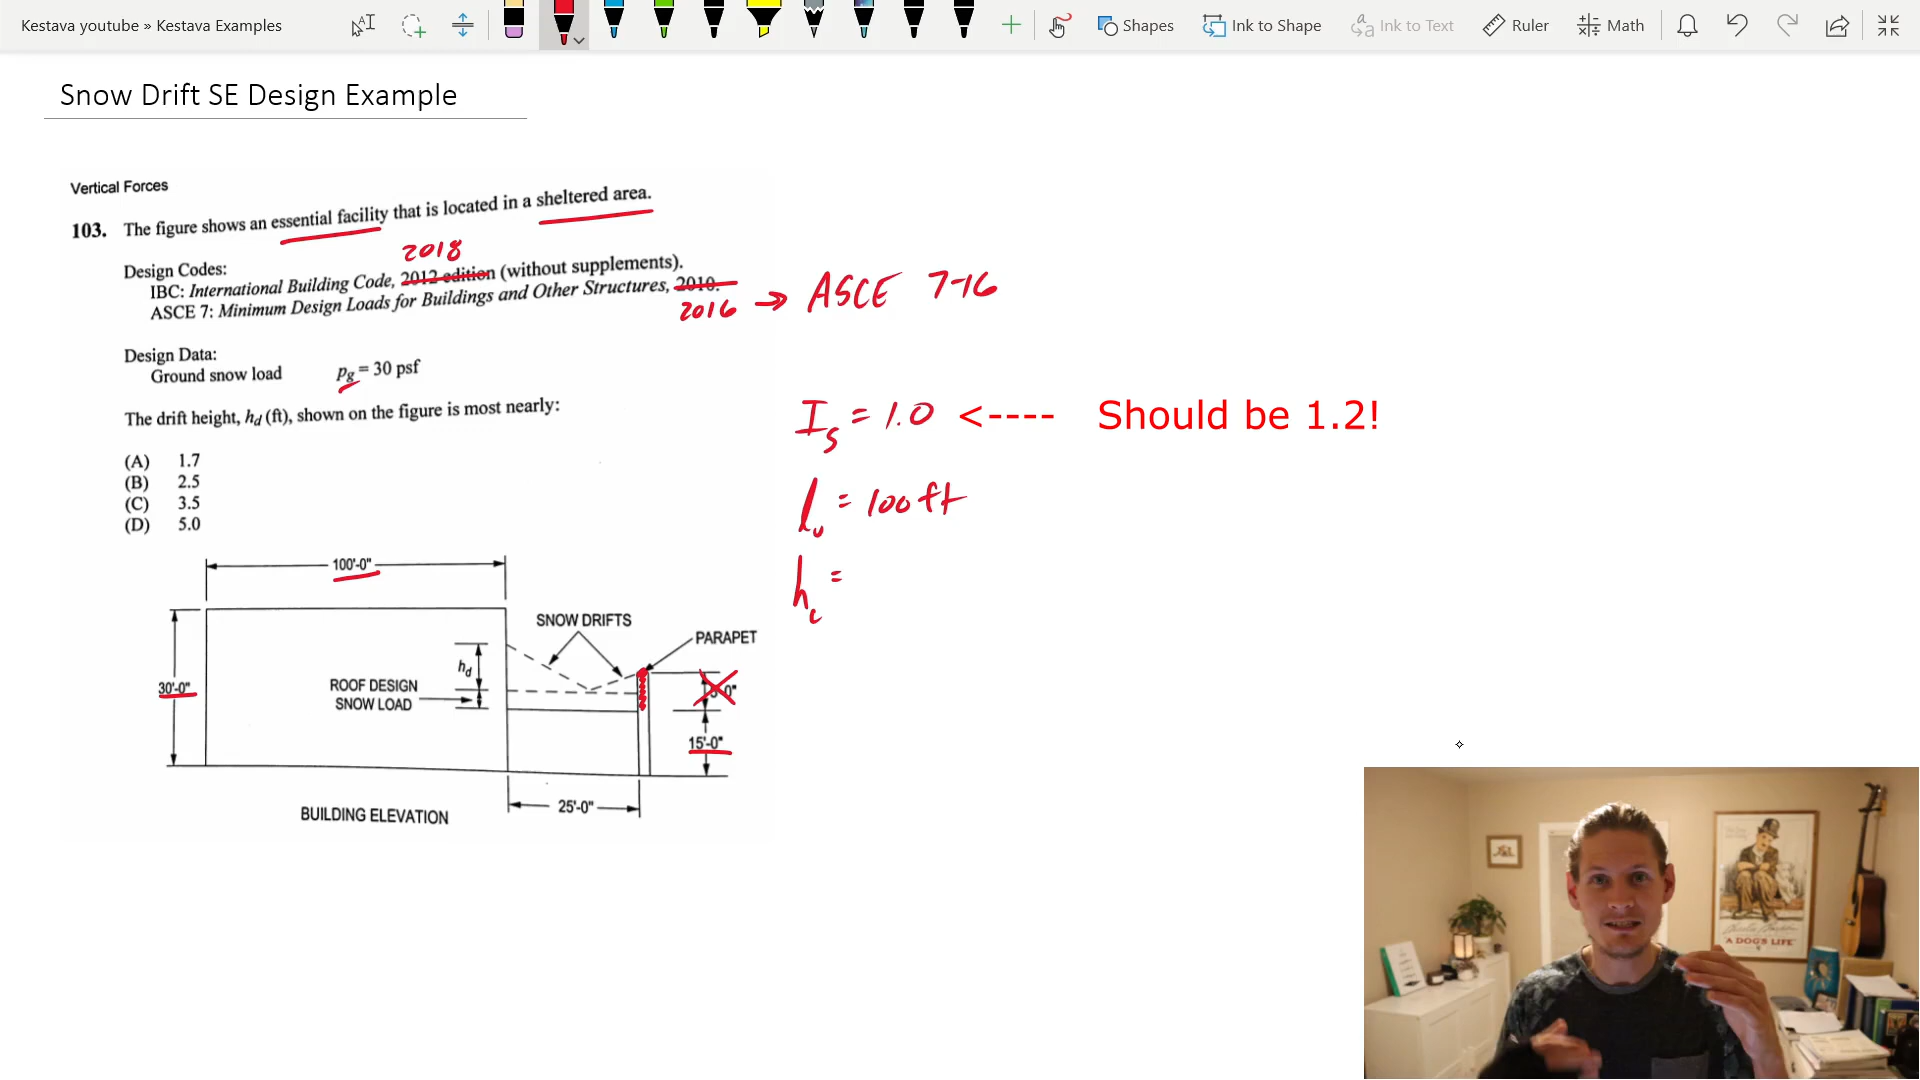 Kestava youtube » Kestava Examples
Shapes
Ink to Shape
Ink to Text
Ruler
Math
Snow Drift SE Design Example
Vertical Forces
103. The figure shows an essential facility that is located in a sheltered area.
2018
Design Codes:
IBC: International Building Code, 2012 edition (without supplements).
ASCE 7: Minimum Design Loads for Buildings and Other Structures, 2010.
2016 → ASCE 7-16
Design Data:
Ground snow load pg = 30 psf
The drift height, hd (ft), shown on the figure is most nearly:
(A) 1.7
(B) 2.5
(C) 3.5
(D) 5.0
Is = 1.0 <---- Should be 1.2!
lu = 100 ft
hc =
100'-0"
SNOW DRIFTS
PARAPET
hd
30'-0"
ROOF DESIGN
SNOW LOAD
15'-0"
25'-0"
BUILDING ELEVATION
"A DOG'S LIFE"